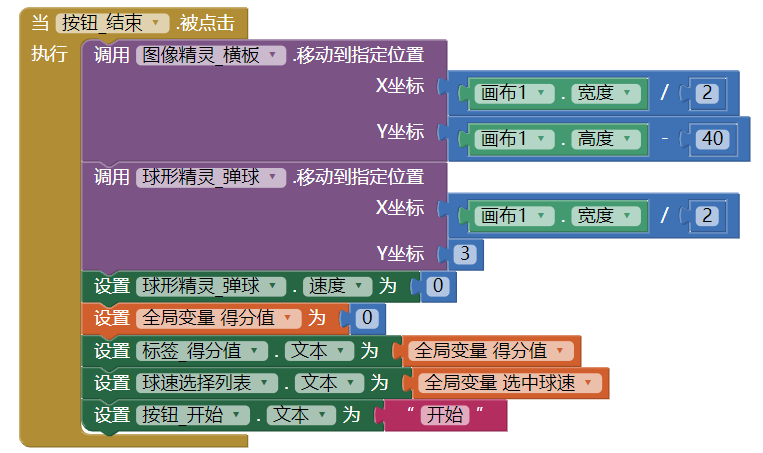 当 按钮_结束 .被点击
执行 调用 图像精灵_横板 .移动到指定位置
X坐标 画布1 . 宽度 / 2
Y坐标 画布1 . 高度 - 40
调用 球形精灵_弹球 .移动到指定位置
X坐标 画布1 . 宽度 / 2
Y坐标 3
设置 球形精灵_弹球 . 速度 为 0
设置 全局变量 得分值 为 0
设置 标签_得分值 . 文本 为 全局变量 得分值
设置 球速选择列表 . 文本 为 全局变量 选中球速
设置 按钮_开始 . 文本 为 “ 开始 ”